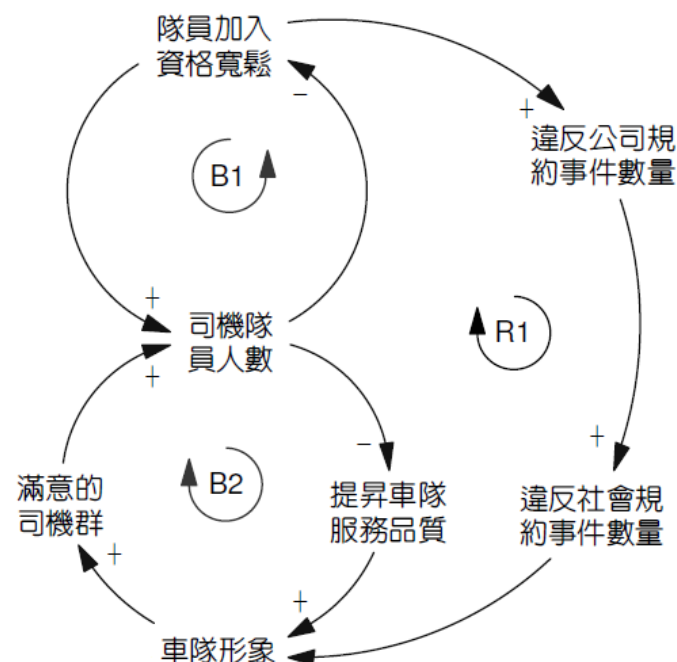 隊員加入
資格寬鬆
−
+
違反公司規
約事件數量
B1
+
司機隊
員人數
+
R1
−
+
滿意的
司機群
B2
提昇車隊
服務品質
違反社會規
約事件數量
+
+
車隊形象